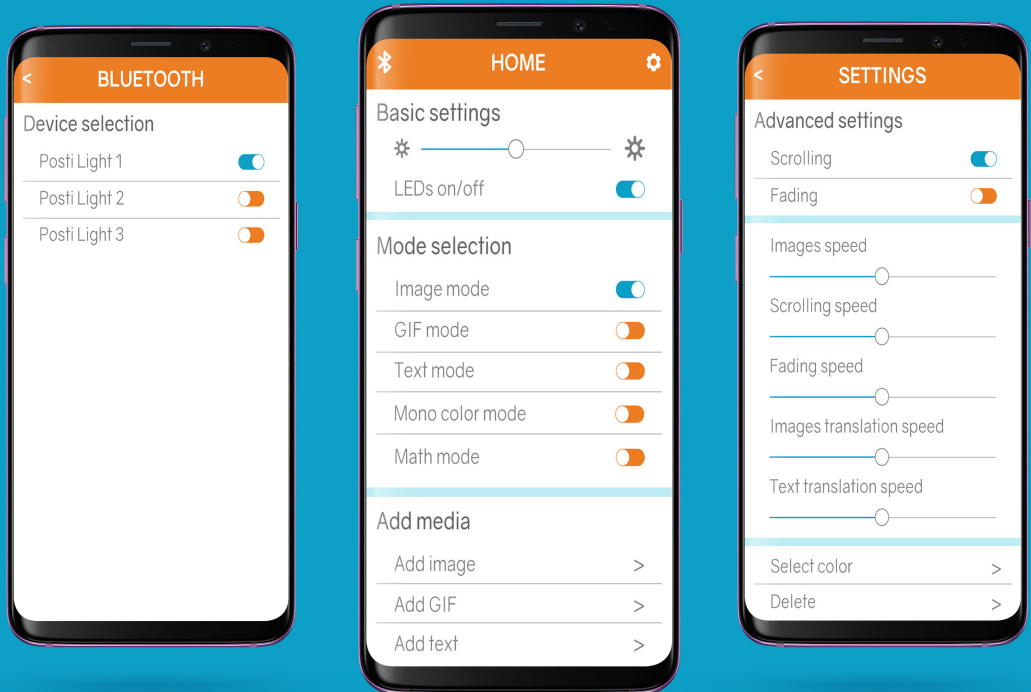 <
BLUETOOTH
Device selection
Posti Light 1
Posti Light 2
Posti Light 3
HOME
Basic settings
LEDs on/off
Mode selection
Image mode
GIF mode
Text mode
Mono color mode
Math mode
Add media
Add image >
Add GIF >
Add text >
< SETTINGS
Advanced settings
Scrolling
Fading
Images speed
Scrolling speed
Fading speed
Images translation speed
Text translation speed
Select color >
Delete >